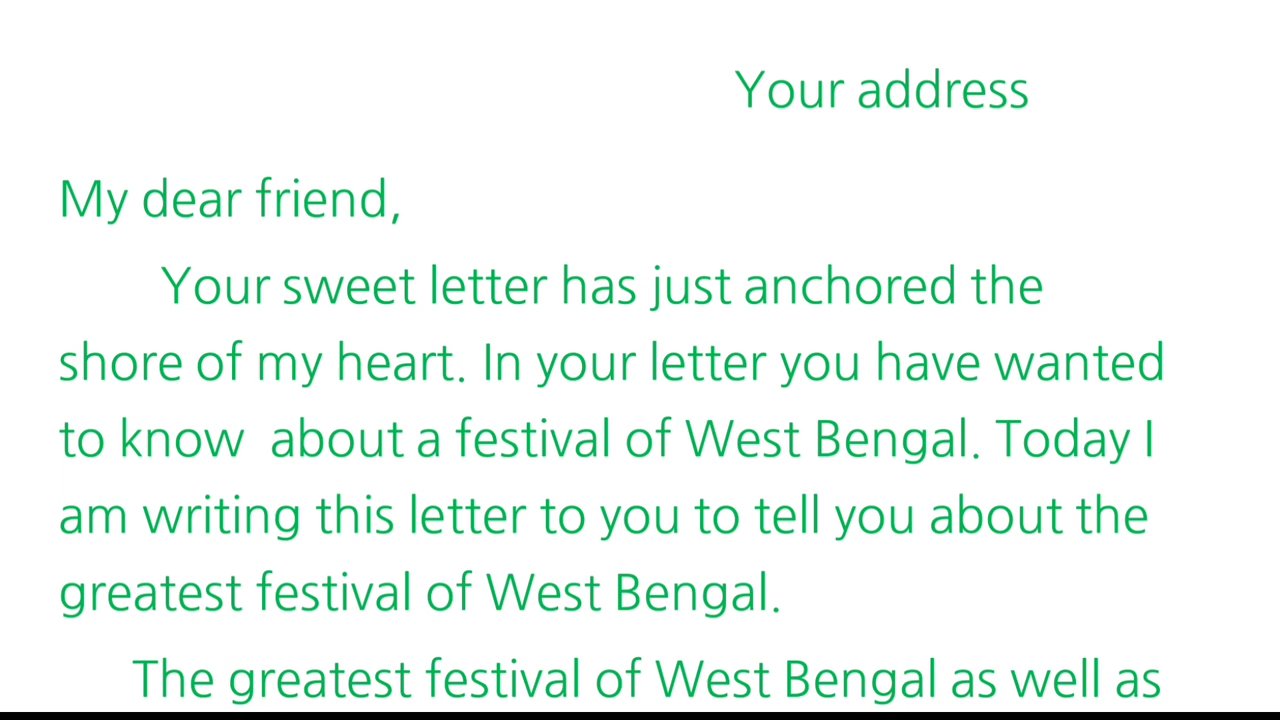 Your address
My dear friend,
Your sweet letter has just anchored the
shore of my heart. In your letter you have wanted
to know  about a festival of West Bengal. Today I
am writing this letter to you to tell you about the
greatest festival of West Bengal.
The greatest festival of West Bengal as well as